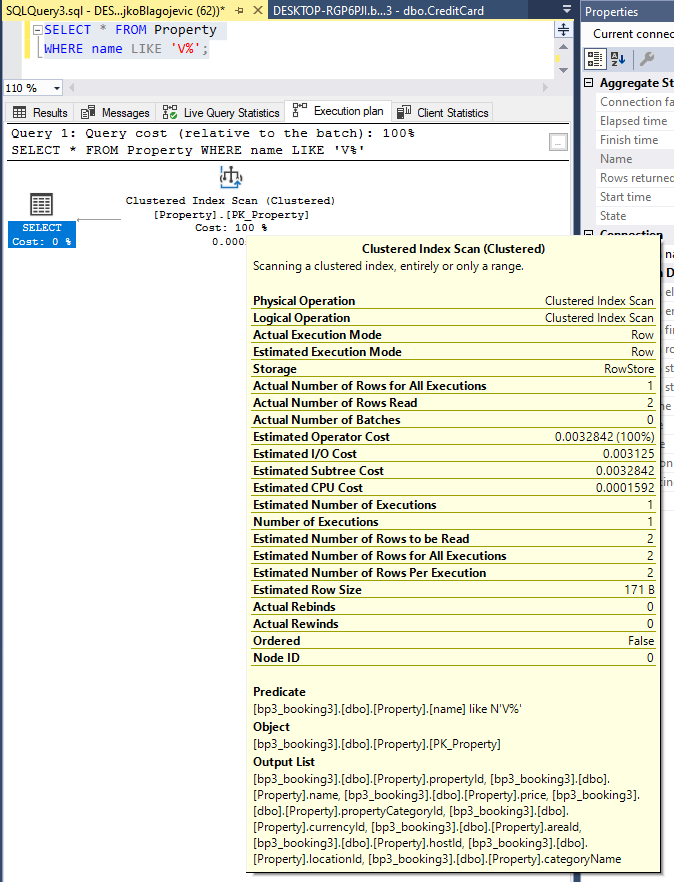 SQLQuery3.sql - DES...jkoBlagojevic (62))*
DESKTOP-RGP6PJI.b...3 - dbo.CreditCard
Properties
Current connec
SELECT * FROM Property
WHERE name LIKE 'V%';
110 %
Results
Messages
Live Query Statistics
Execution plan
Client Statistics
Query 1: Query cost (relative to the batch): 100%
SELECT * FROM Property WHERE name LIKE 'V%'
...
Aggregate St
Connection fa
Elapsed time
Finish time
Name
Rows returned
Start time
State
Connection
SELECT
Cost: 0 %
Clustered Index Scan (Clustered)
[Property].[PK_Property]
Cost: 100 %
0.000
Clustered Index Scan (Clustered)
Scanning a clustered index, entirely or only a range.
Physical Operation Clustered Index Scan
Logical Operation Clustered Index Scan
Actual Execution Mode Row
Estimated Execution Mode Row
Storage RowStore
Actual Number of Rows for All Executions 1
Actual Number of Rows Read 2
Actual Number of Batches 0
Estimated Operator Cost 0.0032842 (100%)
Estimated I/O Cost 0.003125
Estimated Subtree Cost 0.0032842
Estimated CPU Cost 0.0001592
Estimated Number of Executions 1
Number of Executions 1
Estimated Number of Rows to be Read 2
Estimated Number of Rows for All Executions 2
Estimated Number of Rows Per Execution 2
Estimated Row Size 171 B
Actual Rebinds 0
Actual Rewinds 0
Ordered False
Node ID 0
Predicate
[bp3_booking3].[dbo].[Property].[name] like N'V%'
Object
[bp3_booking3].[dbo].[Property].[PK_Property]
Output List
[bp3_booking3].[dbo].[Property].propertyId, [bp3_booking3].[dbo].
[Property].name, [bp3_booking3].[dbo].[Property].price, [bp3_booking3].
[dbo].[Property].propertyCategoryId, [bp3_booking3].[dbo].
[Property].currencyId, [bp3_booking3].[dbo].[Property].areaId,
[bp3_booking3].[dbo].[Property].hostId, [bp3_booking3].[dbo].
[Property].locationId, [bp3_booking3].[dbo].[Property].categoryName